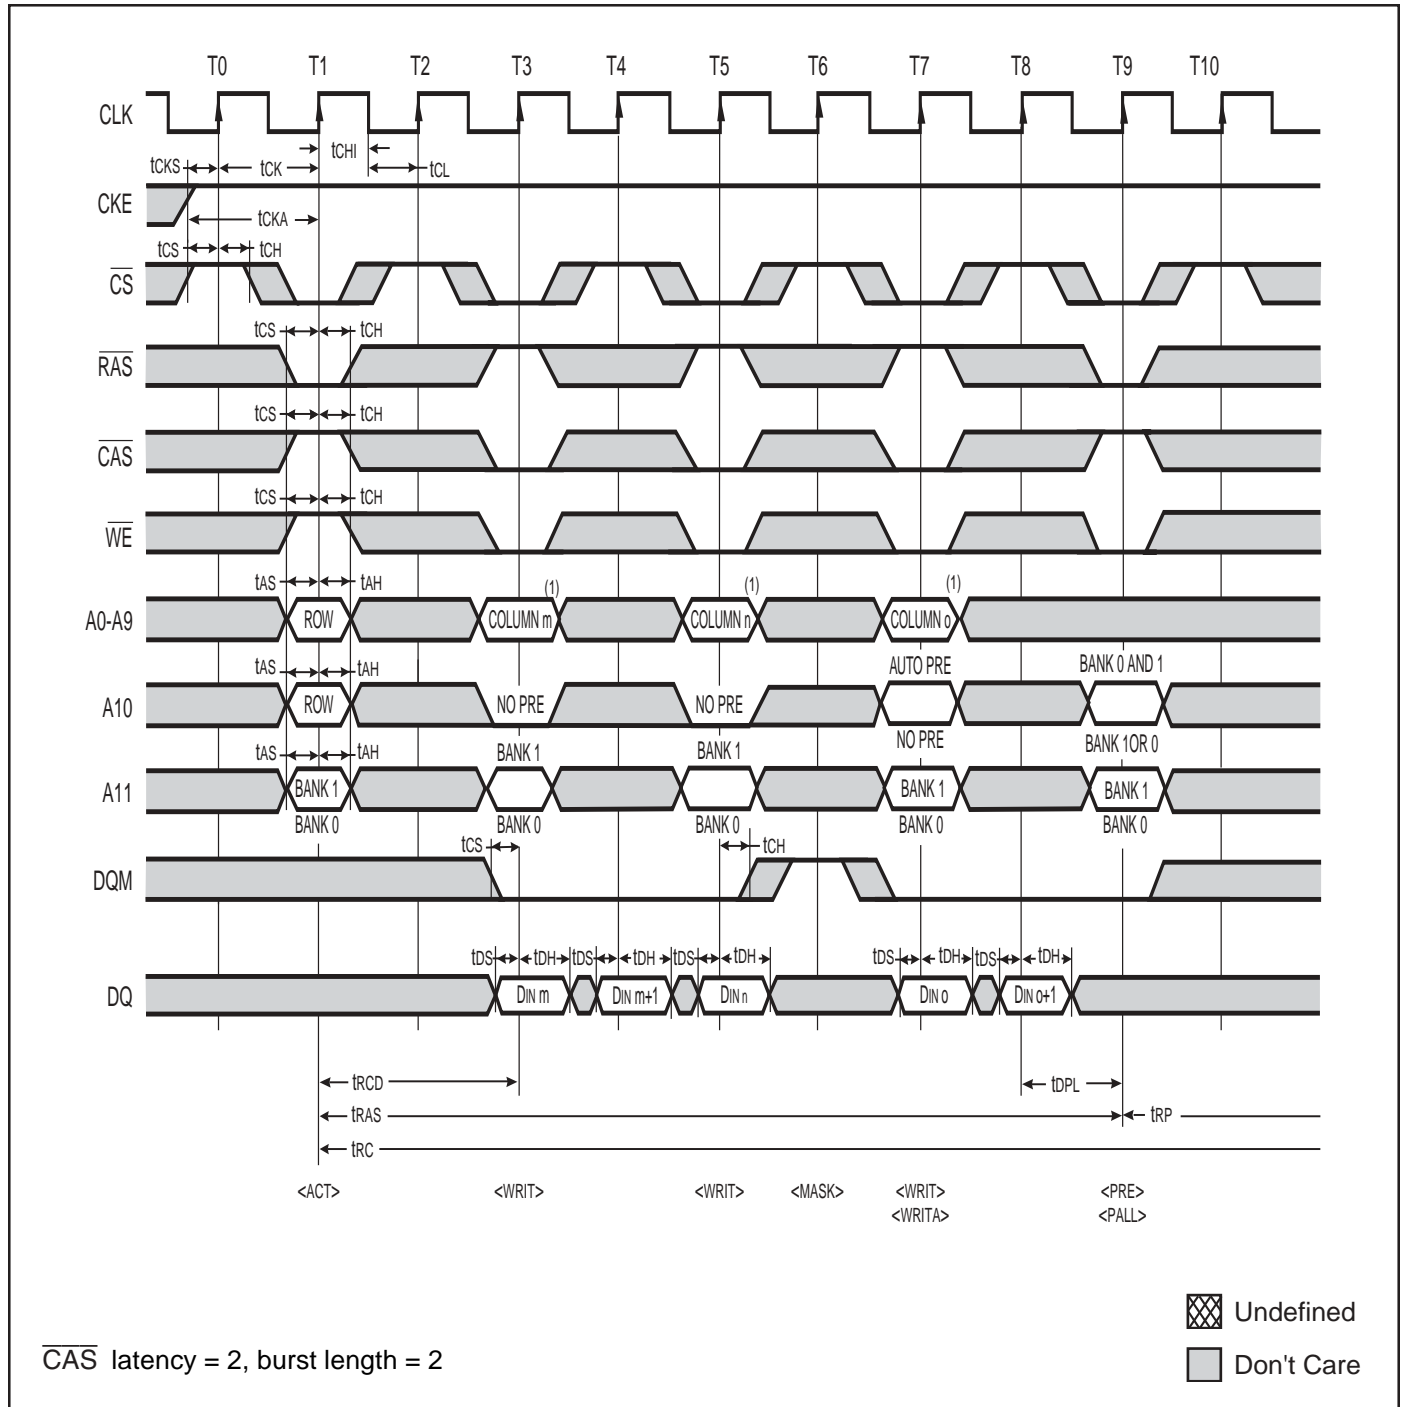 T0 T1 T2 T3 T4 T5 T6 T7 T8 T9 T10
CLK
tCHI
tCKS tCK tCL
CKE
tCKA
tCS tCH
CS
tCS tCH
RAS
tCS tCH
CAS
tCS tCH
WE
tAS tAH (1) (1) (1)
A0-A9 ROW COLUMN m COLUMN n COLUMN o
tAS tAH AUTO PRE BANK 0 AND 1
A10 ROW NO PRE NO PRE
NO PRE BANK 1OR 0
tAS tAH BANK 1 BANK 1
A11 BANK 1 BANK 1 BANK 1
BANK 0 BANK 0 BANK 0 BANK 0 BANK 0
tCS tCH
DQM
tDS tDH tDS tDH tDS tDH tDS tDH tDS tDH
DQ DIN m DIN m+1 DIN n DIN o DIN o+1
tRCD tDPL
tRAS tRP
tRC
<ACT> <WRIT> <WRIT> <MASK> <WRIT> <PRE>
<WRITA> <PALL>
Undefined
CAS latency = 2, burst length = 2
Don't Care